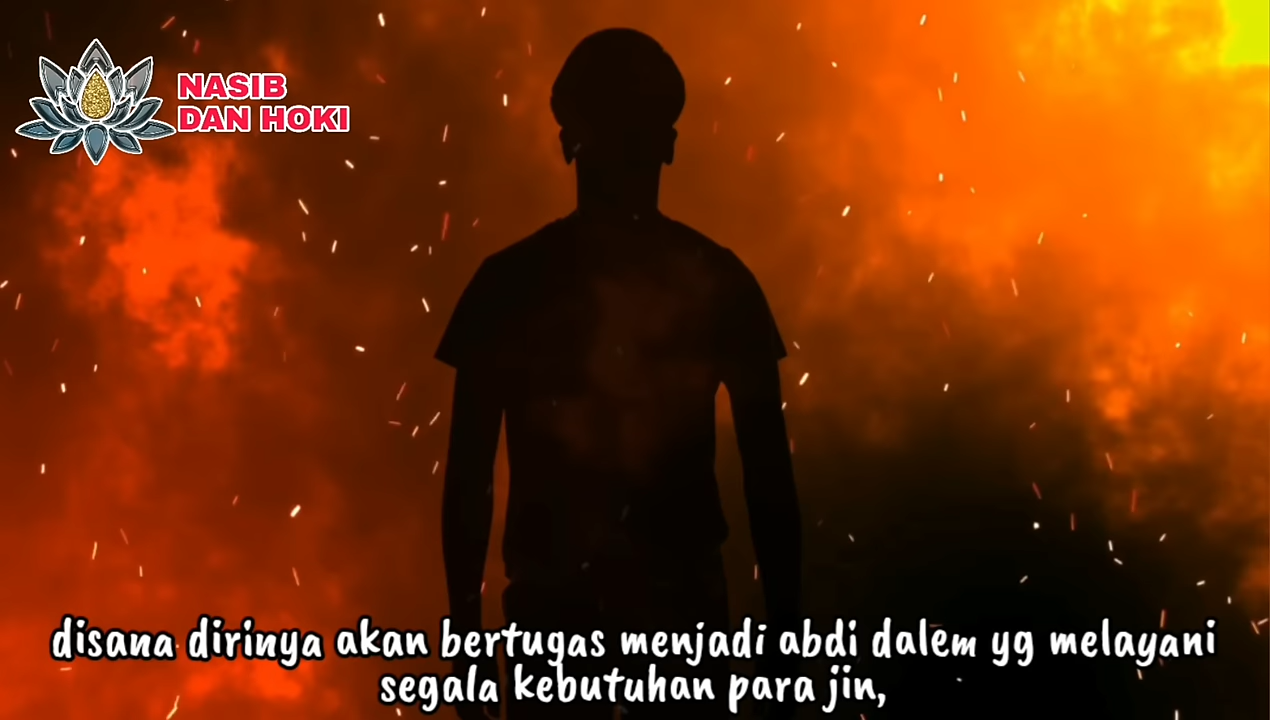 NASIB
DAN HOKI
disana dirinya akan bertugas menjadi abdi dalem yg melayani
segala kebutuhan para jin,